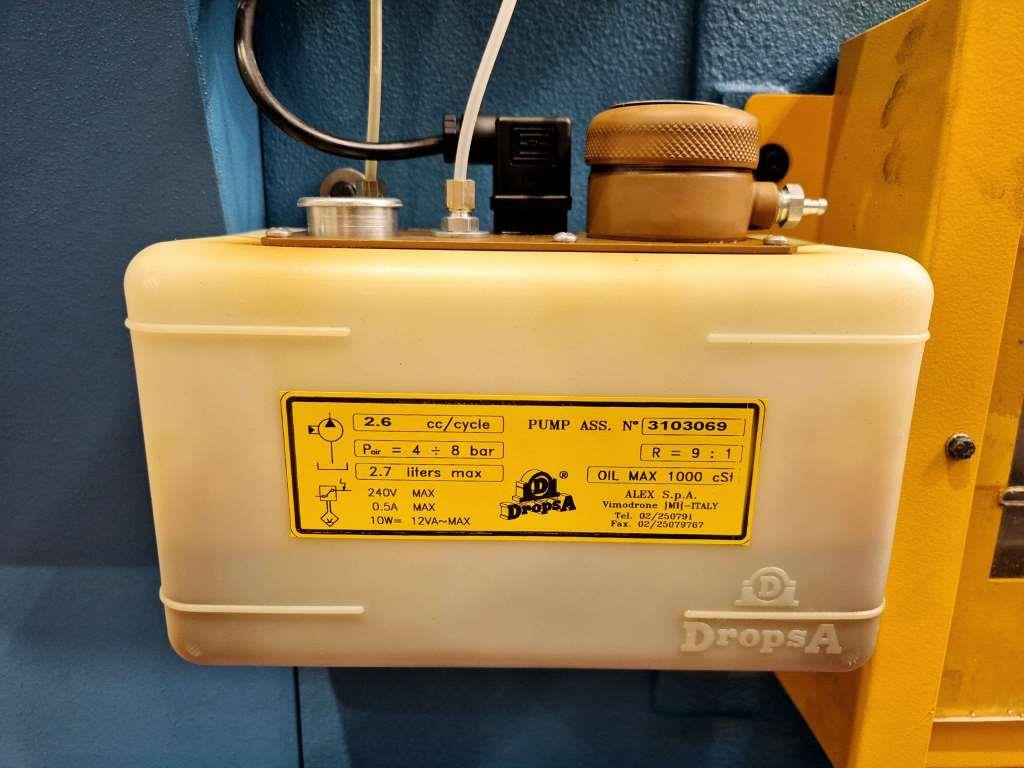 2.6 cc/cycle
PUMP ASS. N° 3103069
Pair = 4 ÷ 8 bar
R = 9 : 1
2.7 liters max
OIL MAX 1000 cSt
240V MAX
0.5A MAX
10W= 12VA~MAX
D
DropsA®
ALEX S.p.A.
Vimodrone |MI|-ITALY
Tel. 02/250791
Fax. 02/25079767
D
DropsA